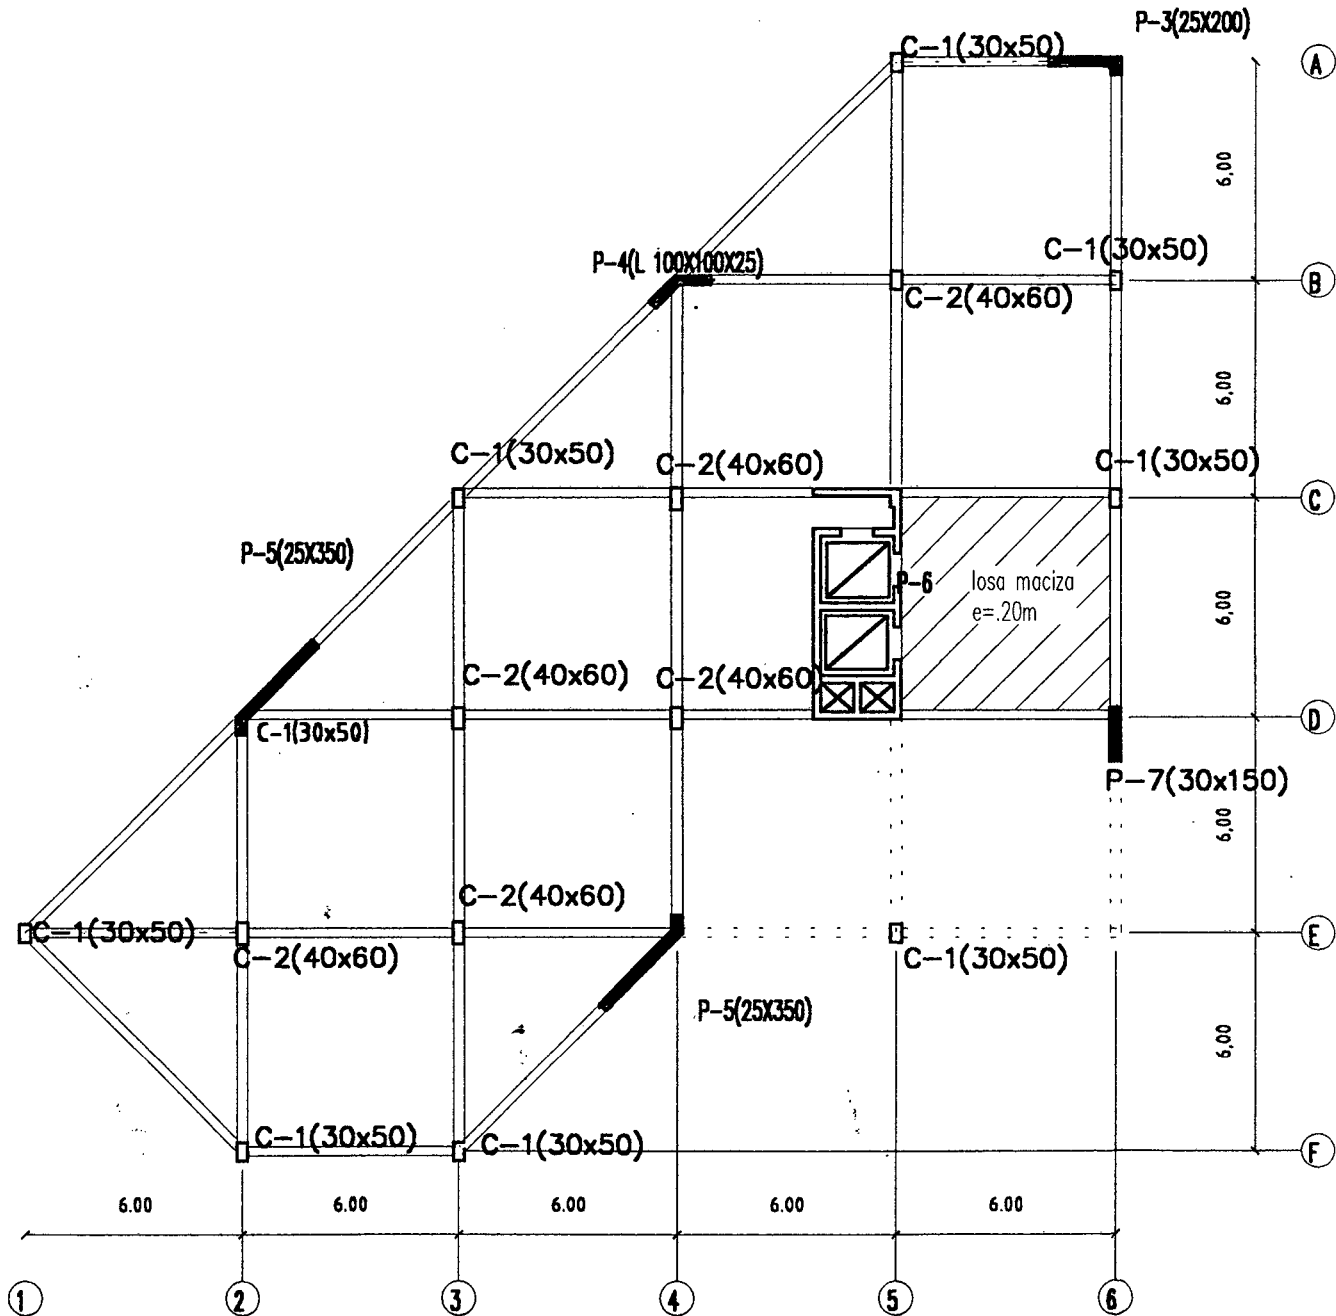 P-3(25X200)
C-1(30x50)
A
6,00
C-1(30x50)
P-4(L 100X100X25)
B
C-2(40x60)
6,00
C-1(30x50)
C-2(40x60)
C-1(30x50)
C
P-5(25X350)
P-6
losa maciza
e=.20m
6,00
C-2(40x60)
C-2(40x60)
C-1(30x50)
D
P-7(30x150)
6,00
C-2(40x60)
C-1(30x50)
E
C-2(40x60)
C-1(30x50)
P-5(25X350)
6,00
C-1(30x50)
C-1(30x50)
F
6.00
6.00
6.00
6.00
6.00
1
2
3
4
5
6